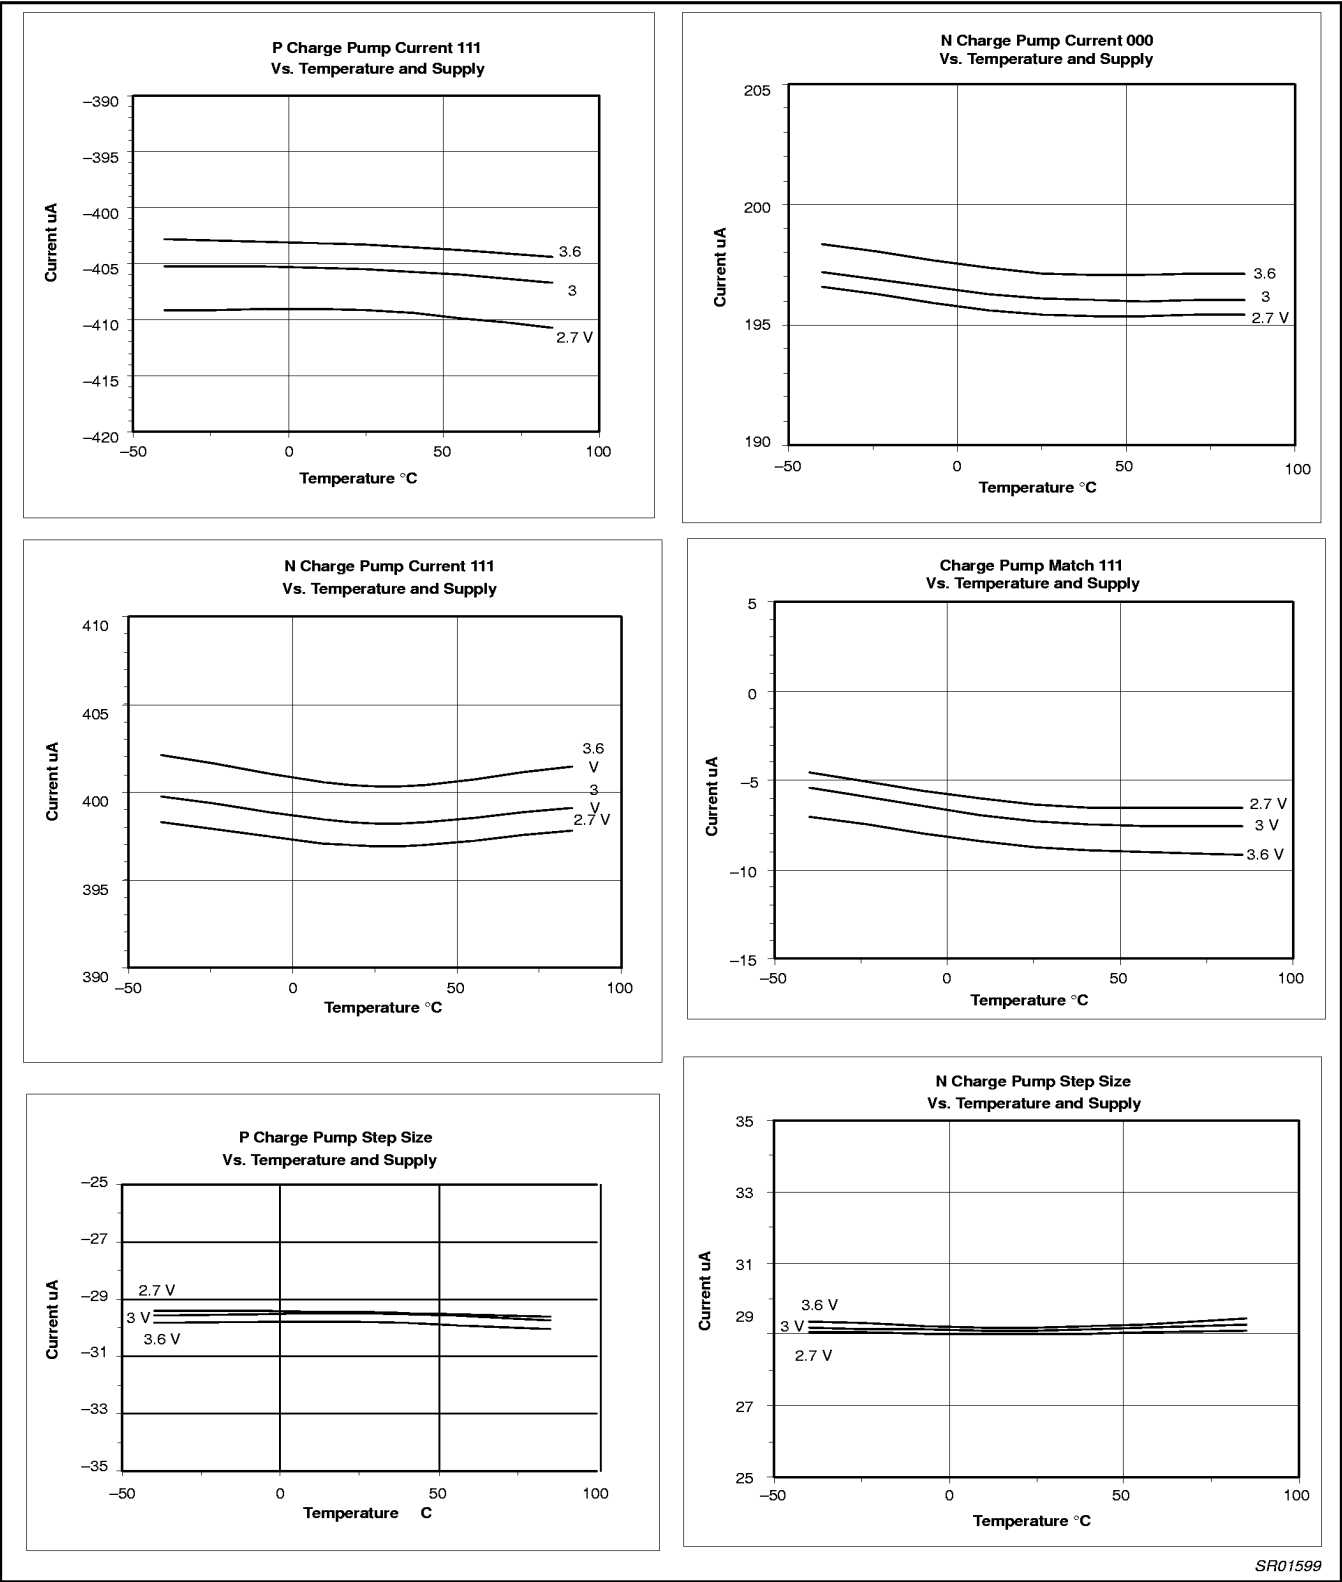 P Charge Pump Current 111
Vs. Temperature and Supply
Current uA
–390
–395
–400
–405
–410
–415
–420
3.6
3
2.7 V
–50 0 50 100
Temperature °C
N Charge Pump Current 000
Vs. Temperature and Supply
Current uA
205
200
195
190
3.6
3
2.7 V
–50 0 50 100
Temperature °C
N Charge Pump Current 111
Vs. Temperature and Supply
Current uA
410
405
400
395
390
3.6
V
3
V
2.7 V
–50 0 50 100
Temperature °C
Charge Pump Match 111
Vs. Temperature and Supply
Current uA
5
0
–5
–10
–15
2.7 V
3 V
3.6 V
–50 0 50 100
Temperature °C
P Charge Pump Step Size
Vs. Temperature and Supply
Current uA
–25
–27
–29
–31
–33
–35
2.7 V
3 V
3.6 V
–50 0 50 100
Temperature C
N Charge Pump Step Size
Vs. Temperature and Supply
Current uA
35
33
31
29
27
25
3.6 V
3 V
2.7 V
–50 0 50 100
Temperature °C
SR01599